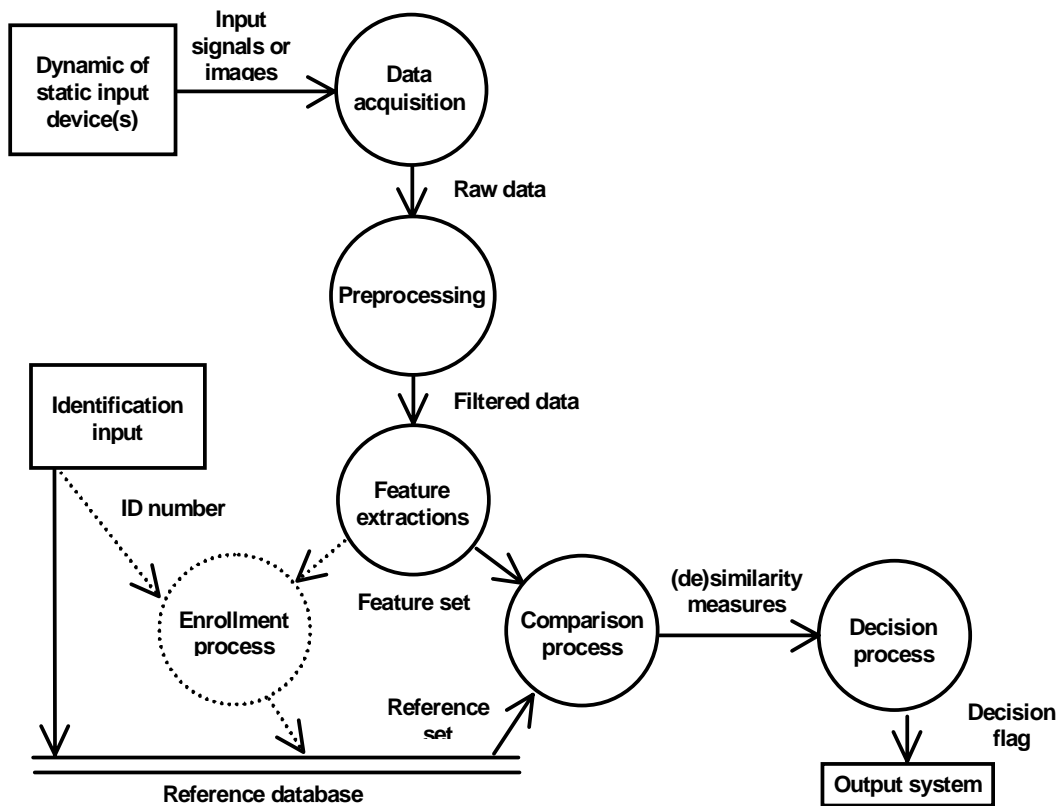 Input
signals or
images
Dynamic of
static input
device(s)
Data
acquisition
Raw data
Preprocessing
Filtered data
Identification
input
ID number
Feature
extractions
Feature set
Enrollment
process
Comparison
process
(de)similarity
measures
Decision
process
Reference
set
Decision
flag
Reference database
Output system